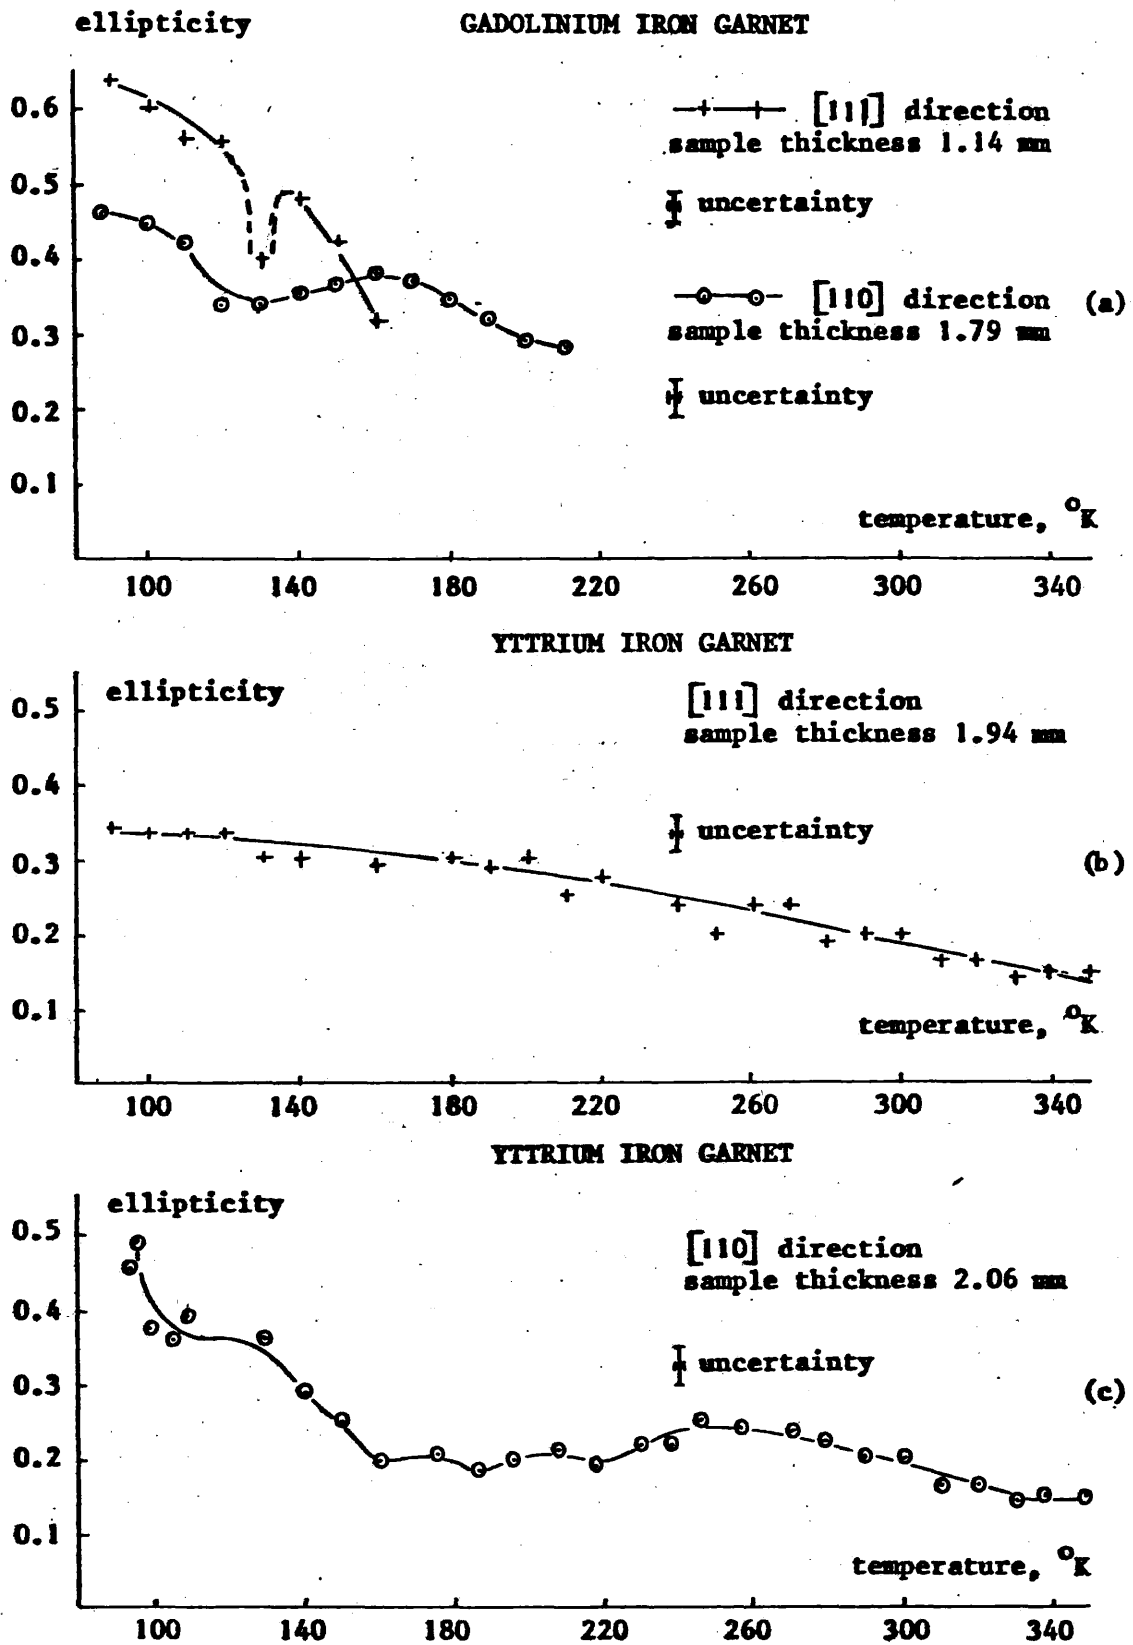 ellipticity GADOLINIUM IRON GARNET
0.6
[111] direction
sample thickness 1.14 mm
0.5
uncertainty
0.4
[110] direction
(a)
0.3
sample thickness 1.79 mm
0.2
uncertainty
0.1
temperature, °K
100 140 180 220 260 300 340
YTTRIUM IRON GARNET
ellipticity
0.5
[111] direction
sample thickness 1.94 mm
0.4
uncertainty
0.3
(b)
0.2
0.1
temperature, °K
100 140 180 220 260 300 340
YTTRIUM IRON GARNET
ellipticity
0.5
[110] direction
sample thickness 2.06 mm
0.4
uncertainty
0.3
(c)
0.2
0.1
temperature, °K
100 140 180 220 260 300 340